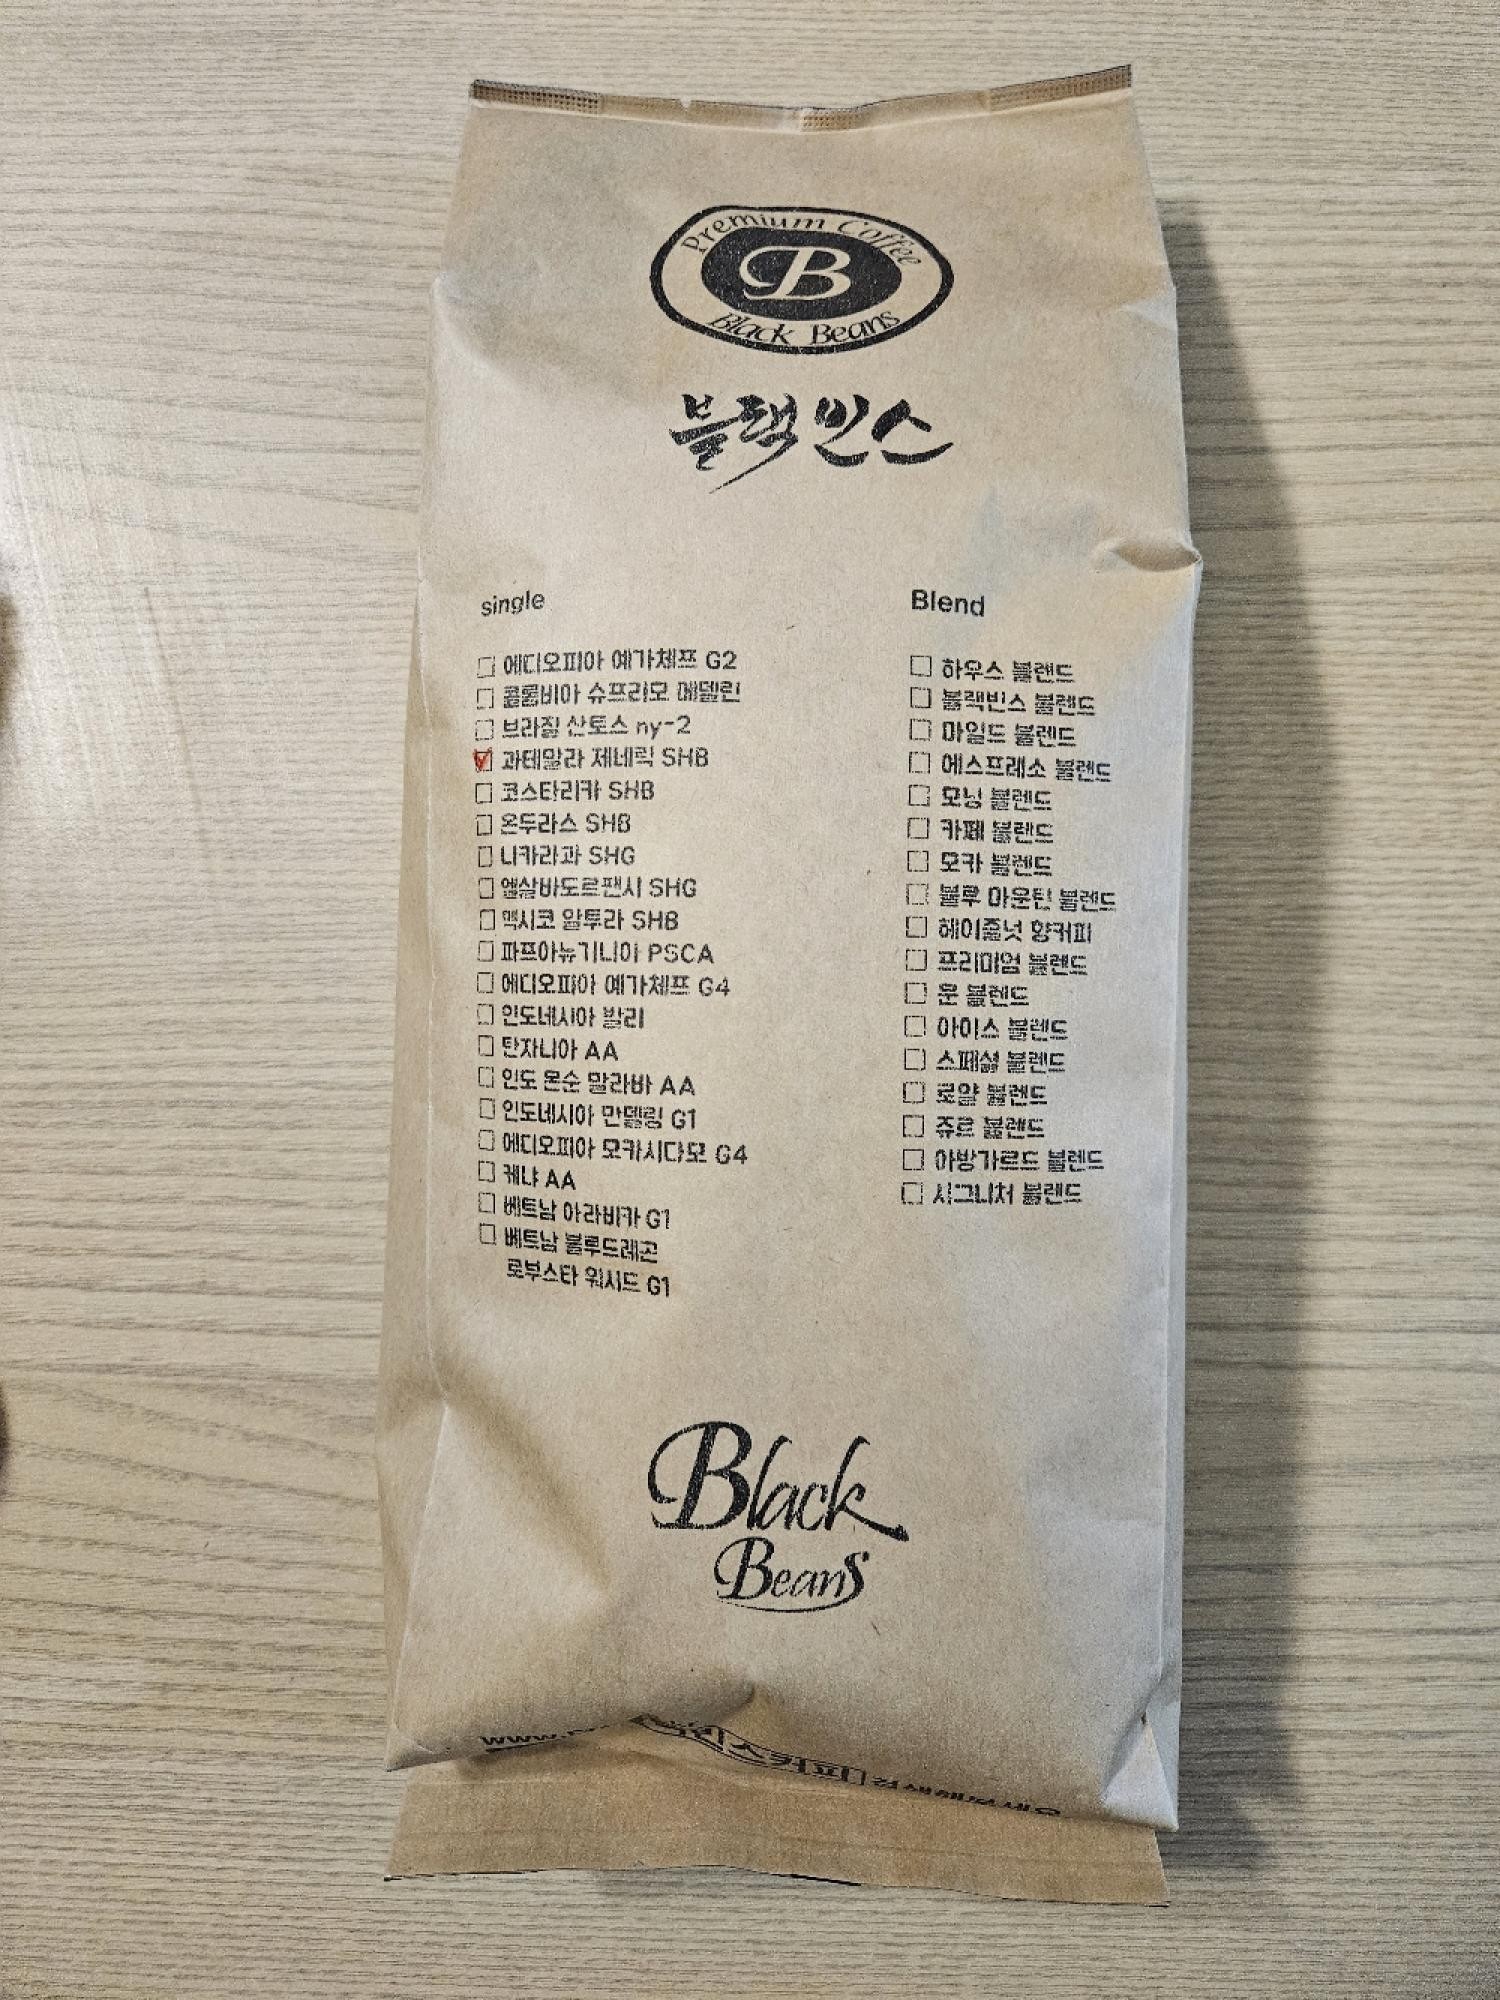 Premium Coffee
B
Black Beans
블랙빈스
single
에디오피아 예가체프 G2
콜롬비아 슈프리모 메델린
브라질 산토스 ny-2
과테말라 제네릭 SHB
코스타리카 SHB
온두라스 SHB
니카라과 SHG
엘살바도르팬시 SHG
멕시코 알투라 SHB
파프아뉴기니아 PSCA
에디오피아 예가체프 G4
인도네시아 발리
탄자니아 AA
인도 몬순 말라바 AA
인도네시아 만델링 G1
에디오피아 모카시다모 G4
케냐 AA
베트남 아라비카 G1
베트남 블루드래곤
로부스타 워시드 G1
Blend
하우스 블렌드
블랙빈스 블렌드
마일드 블렌드
에스프레소 블렌드
모닝 블렌드
카페 블렌드
모카 블렌드
블루 마운틴 블렌드
헤이즐넛 향커피
프리미엄 블렌드
문 블렌드
아이스 블렌드
스페셜 블렌드
로얄 블렌드
쥬르 블렌드
아방가르드 블렌드
시그니처 블렌드
Black
Beans
www.
빈스커피 검색해보세요